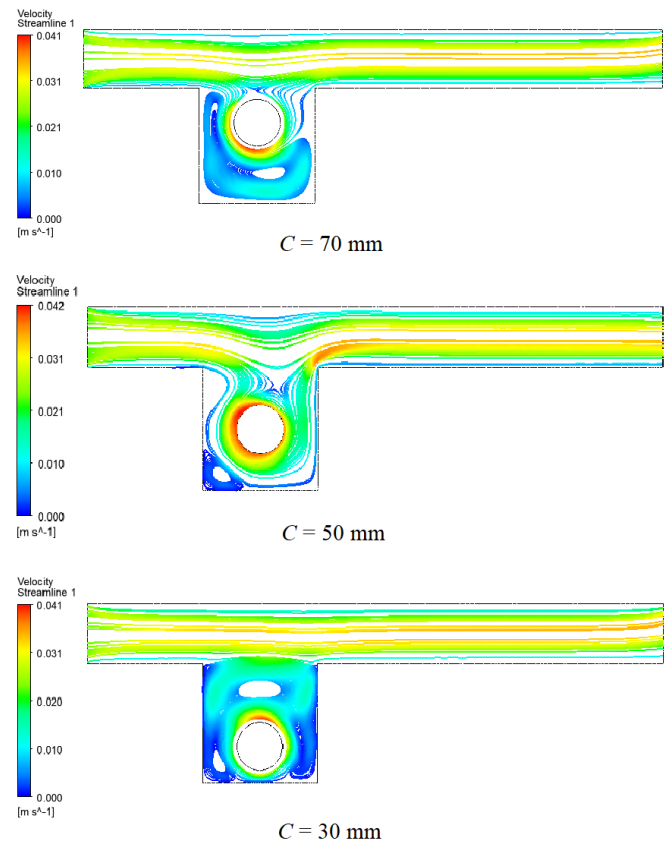 Velocity
Streamline 1
0.041
0.031
0.021
0.010
0.000
[m s^-1]
C = 70 mm
Velocity
Streamline 1
0.042
0.031
0.021
0.010
0.000
[m s^-1]
C = 50 mm
Velocity
Streamline 1
0.041
0.031
0.020
0.010
0.000
[m s^-1]
C = 30 mm